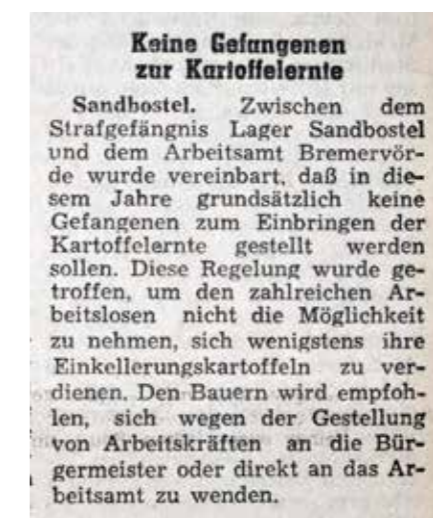 Keine Gefangenen
zur Kartoffelernte
Sandbostel. Zwischen dem
Strafgefängnis Lager Sandbostel
und dem Arbeitsamt Bremervör-
de wurde vereinbart, daß in die-
sem Jahre grundsätzlich keine
Gefangenen zum Einbringen der
Kartoffelernte gestellt werden
sollen. Diese Regelung wurde ge-
troffen, um den zahlreichen Ar-
beitslosen nicht die Möglichkeit
zu nehmen, sich wenigstens ihre
Einkellerungskartoffeln zu ver-
dienen. Den Bauern wird empfoh-
len, sich wegen der Gestellung
von Arbeitskräften an die Bür-
germeister oder direkt an das Ar-
beitsamt zu wenden.